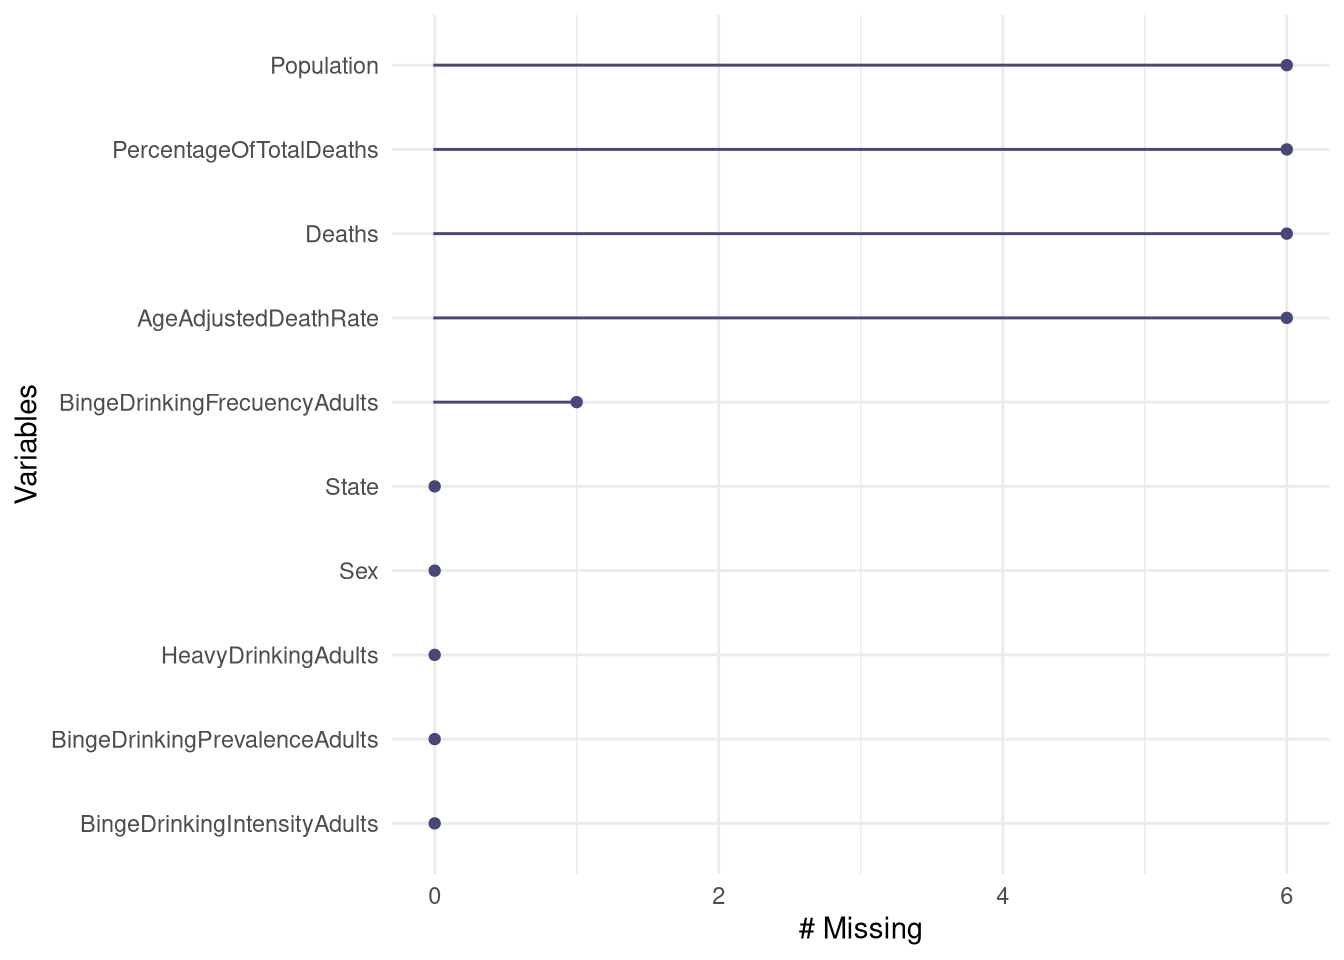 Population
PercentageOfTotalDeaths
Deaths
AgeAdjustedDeathRate
BingeDrinkingFrecuencyAdults
State
Sex
HeavyDrinkingAdults
BingeDrinkingPrevalenceAdults
BingeDrinkingIntensityAdults
Variables
0 2 4 6
# Missing